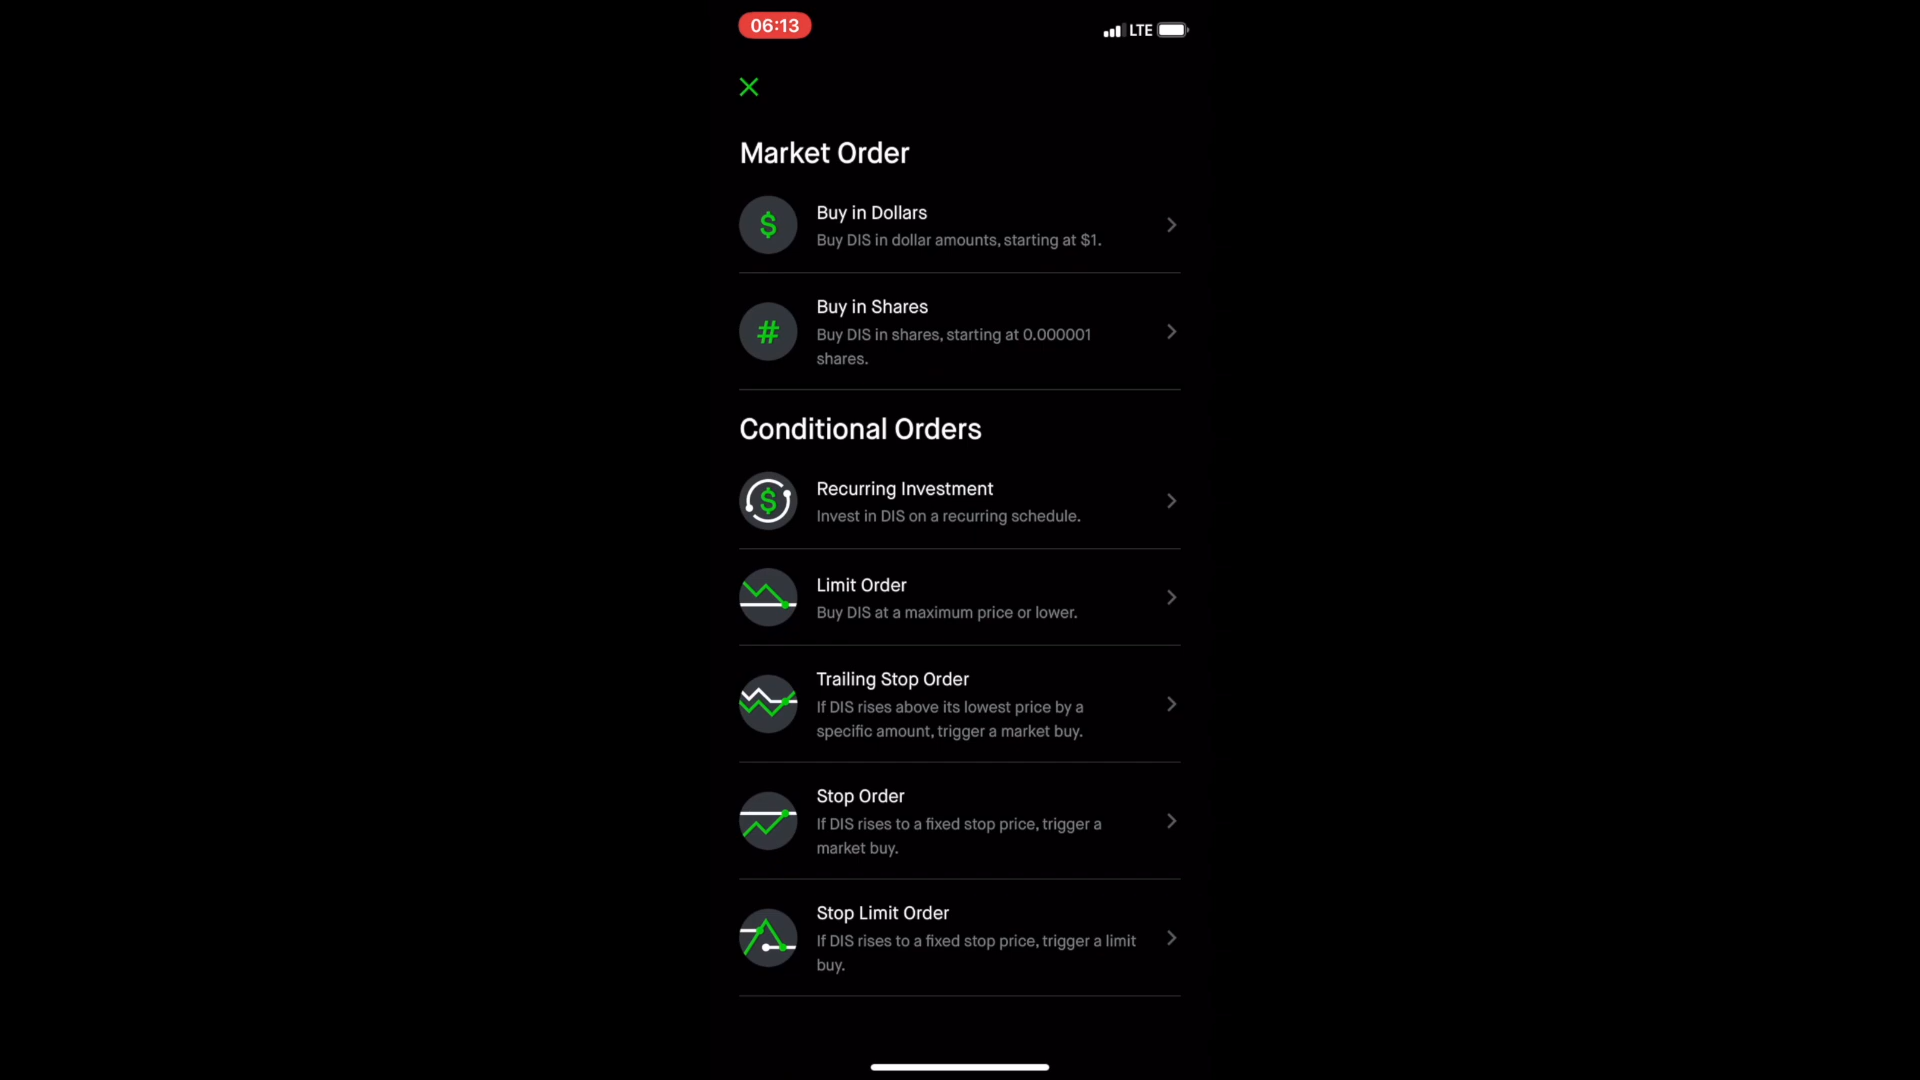 06:13
LTE
Market Order
$
Buy in Dollars
Buy DIS in dollar amounts, starting at $1.
#
Buy in Shares
Buy DIS in shares, starting at 0.000001
shares.
Conditional Orders
$
Recurring Investment
Invest in DIS on a recurring schedule.
Limit Order
Buy DIS at a maximum price or lower.
Trailing Stop Order
If DIS rises above its lowest price by a
specific amount, trigger a market buy.
Stop Order
If DIS rises to a fixed stop price, trigger a
market buy.
Stop Limit Order
If DIS rises to a fixed stop price, trigger a limit
buy.